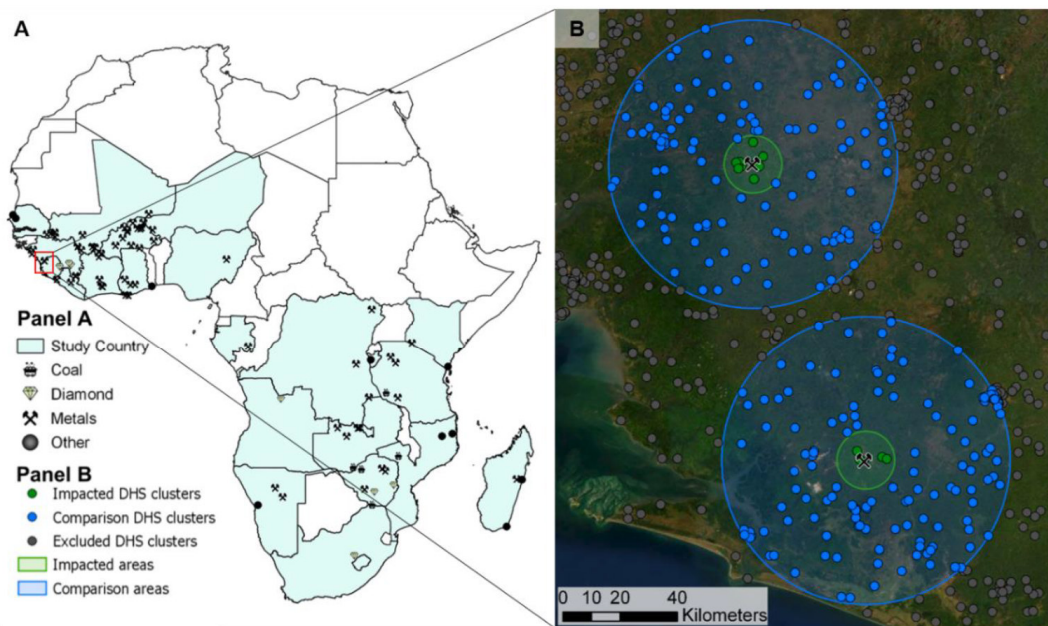 A
Panel A
Study Country
Coal
Diamond
Metals
Other
Panel B
Impacted DHS clusters
Comparison DHS clusters
Excluded DHS clusters
Impacted areas
Comparison areas
B
0 10 20 40
Kilometers